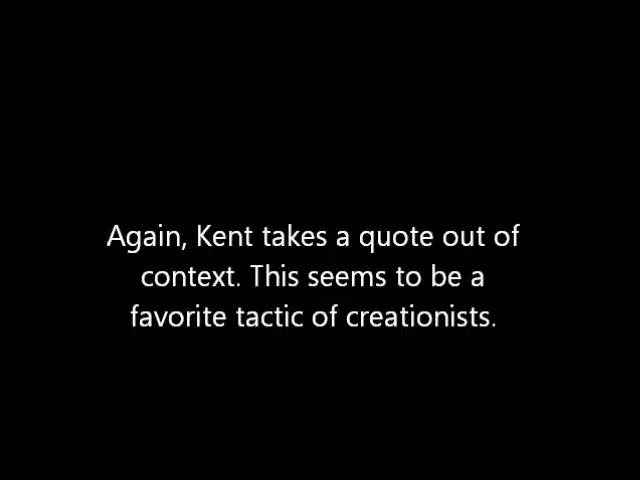 Again, Kent takes a quote out of
context. This seems to be a
favorite tactic of creationists.